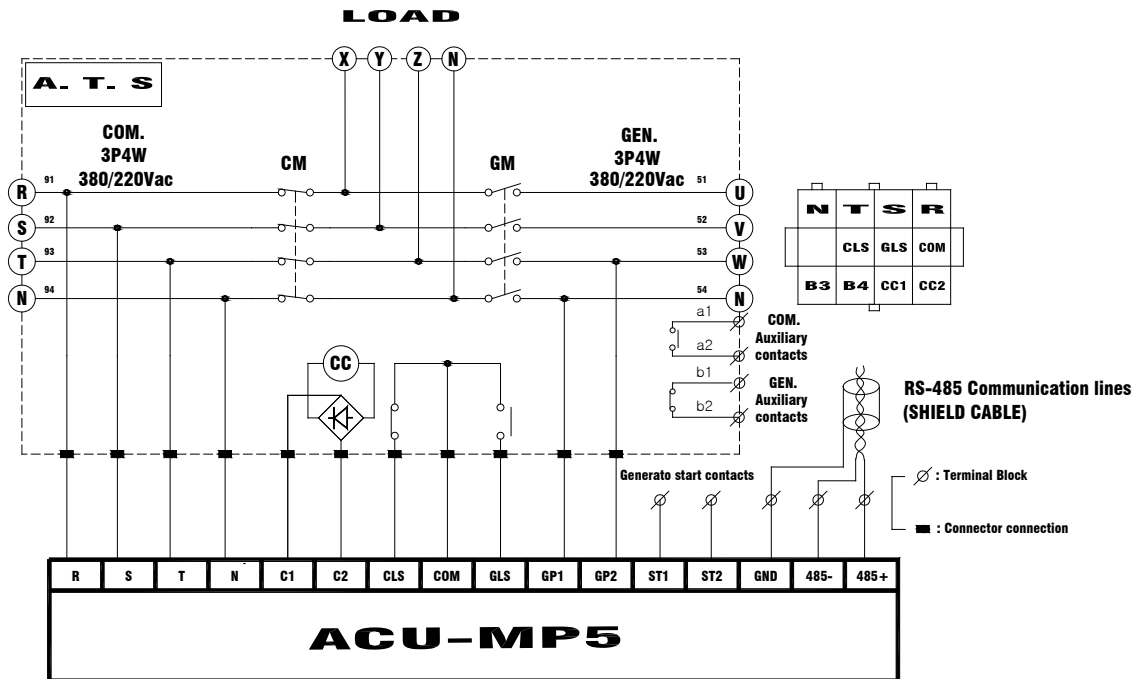 LOAD
X Y Z N
A. T. S
COM.
3P4W
380/220Vac
CM
GM
GEN.
3P4W
380/220Vac
R 91 51 U
S 92 52 V
T 93 53 W
N 94 54 N
N T S R
CLS GLS COM
B3 B4 CC1 CC2
a1
a2
COM.
Auxiliary
contacts
b1
b2
GEN.
Auxiliary
contacts
CC
RS-485 Communication lines
(SHIELD CABLE)
Generato start contacts
: Terminal Block
: Connector connection
R S T N C1 C2 CLS COM GLS GP1 GP2 ST1 ST2 GND 485- 485+
ACU-MP5